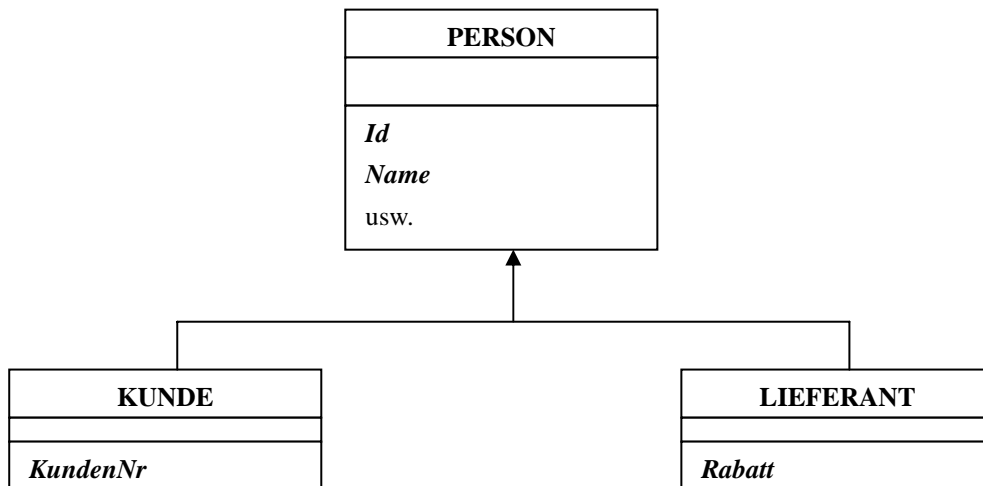 PERSON
Id
Name
usw.
KUNDE
KundenNr
LIEFERANT
Rabatt